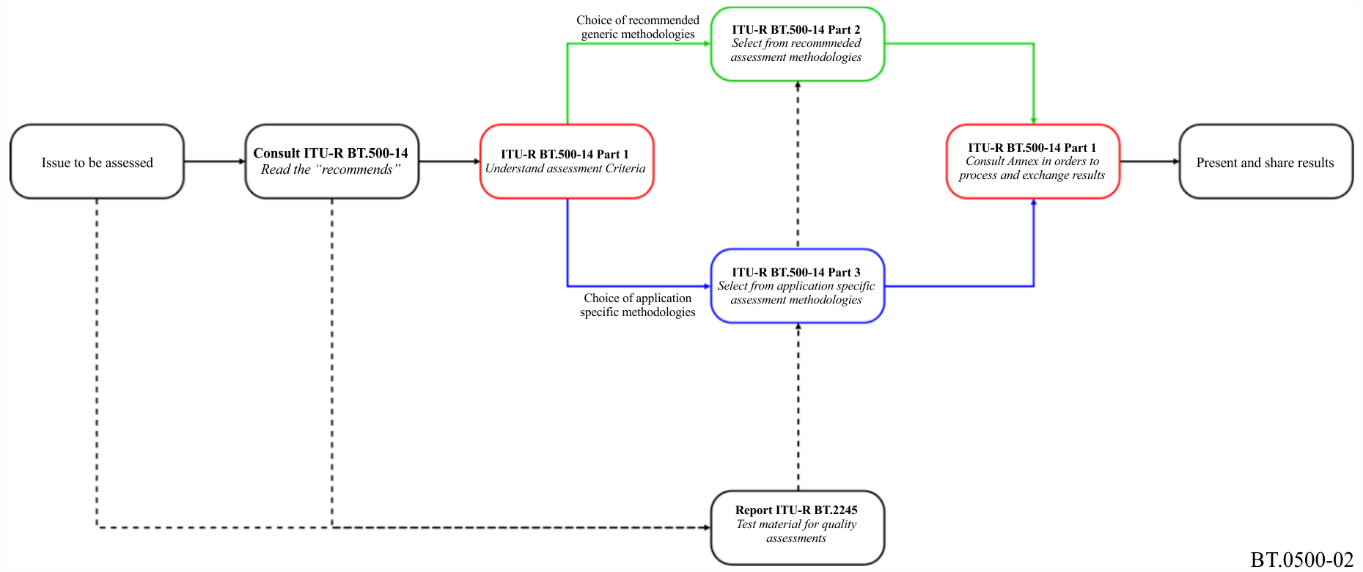 Choice of recommended
generic methodologies
ITU-R BT.500-14 Part 2
Select from recommneded
assessment methodologies
Issue to be assessed
Consult ITU-R BT.500-14
Read the “recommends”
ITU-R BT.500-14 Part 1
Understand assessment Criteria
ITU-R BT.500-14 Part 1
Consult Annex in orders to
process and exchange results
Present and share results
Choice of application
specific methodologies
ITU-R BT.500-14 Part 3
Select from application specific
assessment methodologies
Report ITU-R BT.2245
Test material for quality
assessments
BT.0500-02